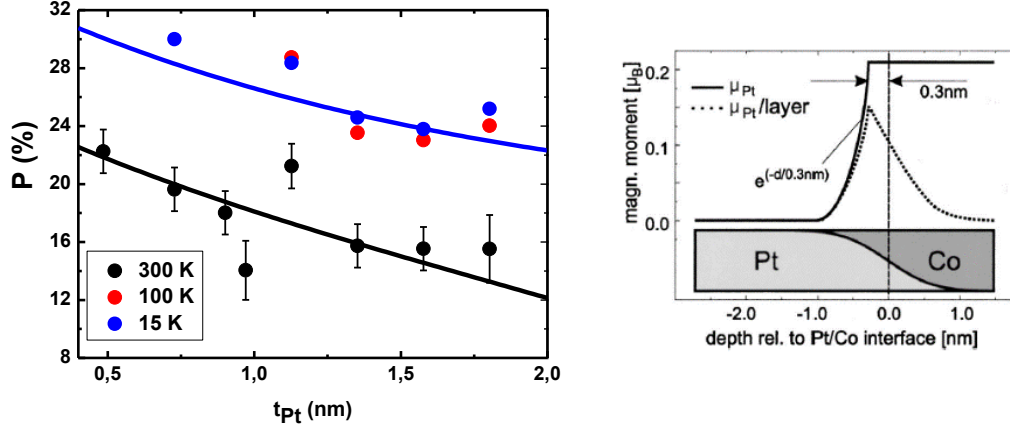 P (%)
32
28
24
20
16
12
8
300 K
100 K
15 K
0,5
1,0
1,5
2,0
t_Pt (nm)
magn. moment [μ_B]
0.2
0.1
0.0
μ_Pt
μ_Pt/layer
0.3nm
e^(-d/0.3nm)
Pt
Co
-2.0
-1.0
0.0
1.0
depth rel. to Pt/Co interface [nm]